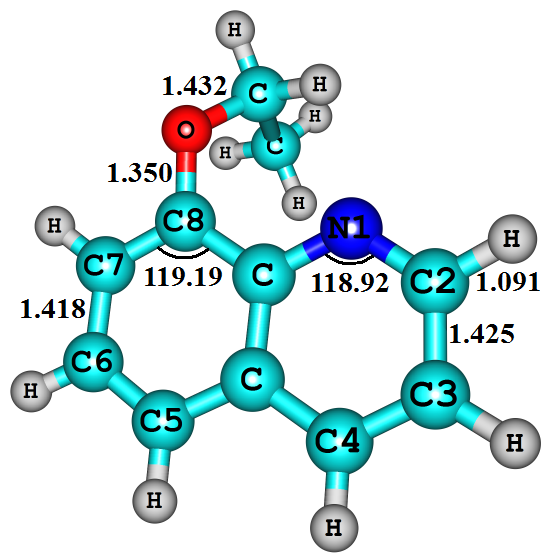 H
1.432 C H
O H
H C
1.350
H
C8 N1
H H
C7 119.19 C 118.92 C2 1.091
1.418 1.425
C6 C C3
H C5 C4 H
H H